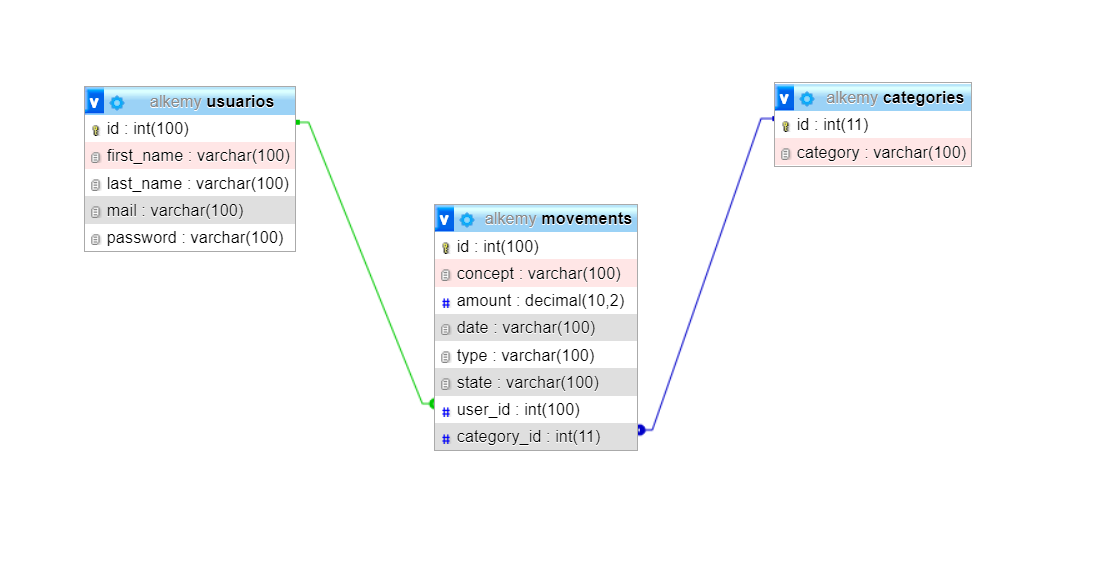 v alkemy usuarios
id : int(100)
first_name : varchar(100)
last_name : varchar(100)
mail : varchar(100)
password : varchar(100)
v alkemy movements
id : int(100)
concept : varchar(100)
# amount : decimal(10,2)
date : varchar(100)
type : varchar(100)
state : varchar(100)
# user_id : int(100)
# category_id : int(11)
v alkemy categories
id : int(11)
category : varchar(100)